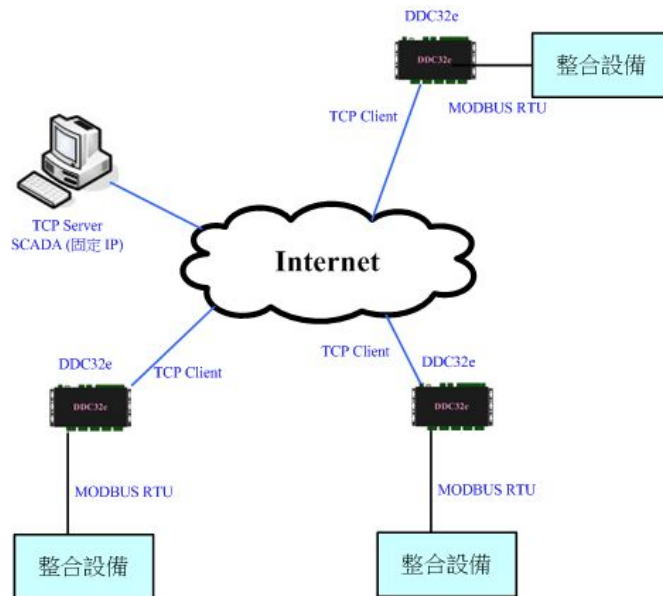 DDC32e
DDC32e
整合設備
MODBUS RTU
TCP Client
TCP Server
SCADA (固定 IP)
Internet
TCP Client
DDC32e
DDC32e
TCP Client
DDC32e
DDC32e
MODBUS RTU
MODBUS RTU
整合設備
整合設備